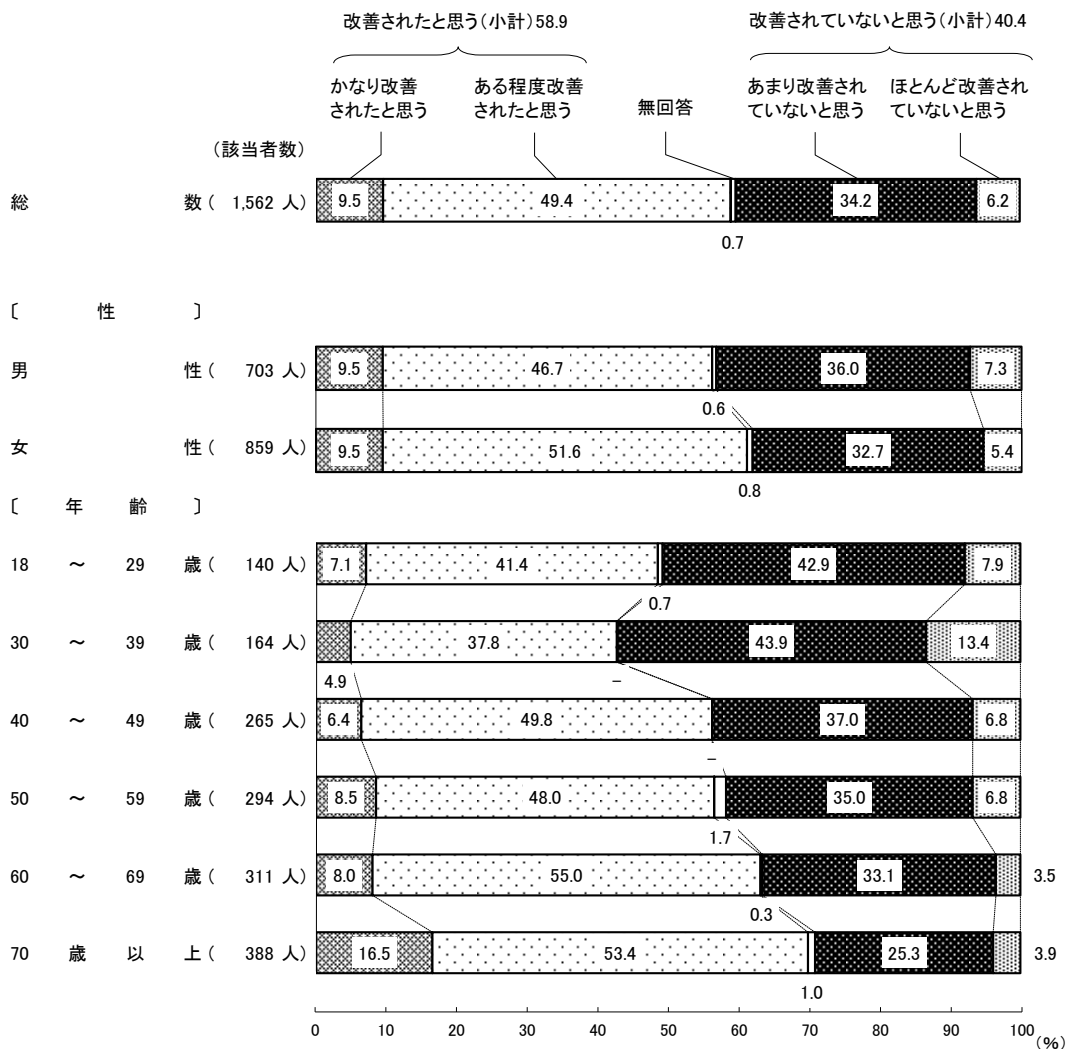 改善されたと思う(小計)58.9 改善されていないと思う(小計)40.4
かなり改善
されたと思う
ある程度改善
されたと思う
無回答
あまり改善され
ていないと思う
ほとんど改善され
ていないと思う
(該当者数)
総 数 ( 1,562 人) 9.5 49.4 34.2 6.2
0.7
〔 性 〕
男 性 ( 703 人) 9.5 46.7 36.0 7.3
0.6
女 性 ( 859 人) 9.5 51.6 32.7 5.4
0.8
〔 年 齢 〕
18 ～ 29 歳 ( 140 人) 7.1 41.4 42.9 7.9
0.7
30 ～ 39 歳 ( 164 人) 37.8 43.9 13.4
4.9 −
40 ～ 49 歳 ( 265 人) 6.4 49.8 37.0 6.8
−
50 ～ 59 歳 ( 294 人) 8.5 48.0 35.0 6.8
1.7
60 ～ 69 歳 ( 311 人) 8.0 55.0 33.1 3.5
0.3
70 歳 以 上 ( 388 人) 16.5 53.4 25.3 3.9
1.0
0 10 20 30 40 50 60 70 80 90 100
(%)